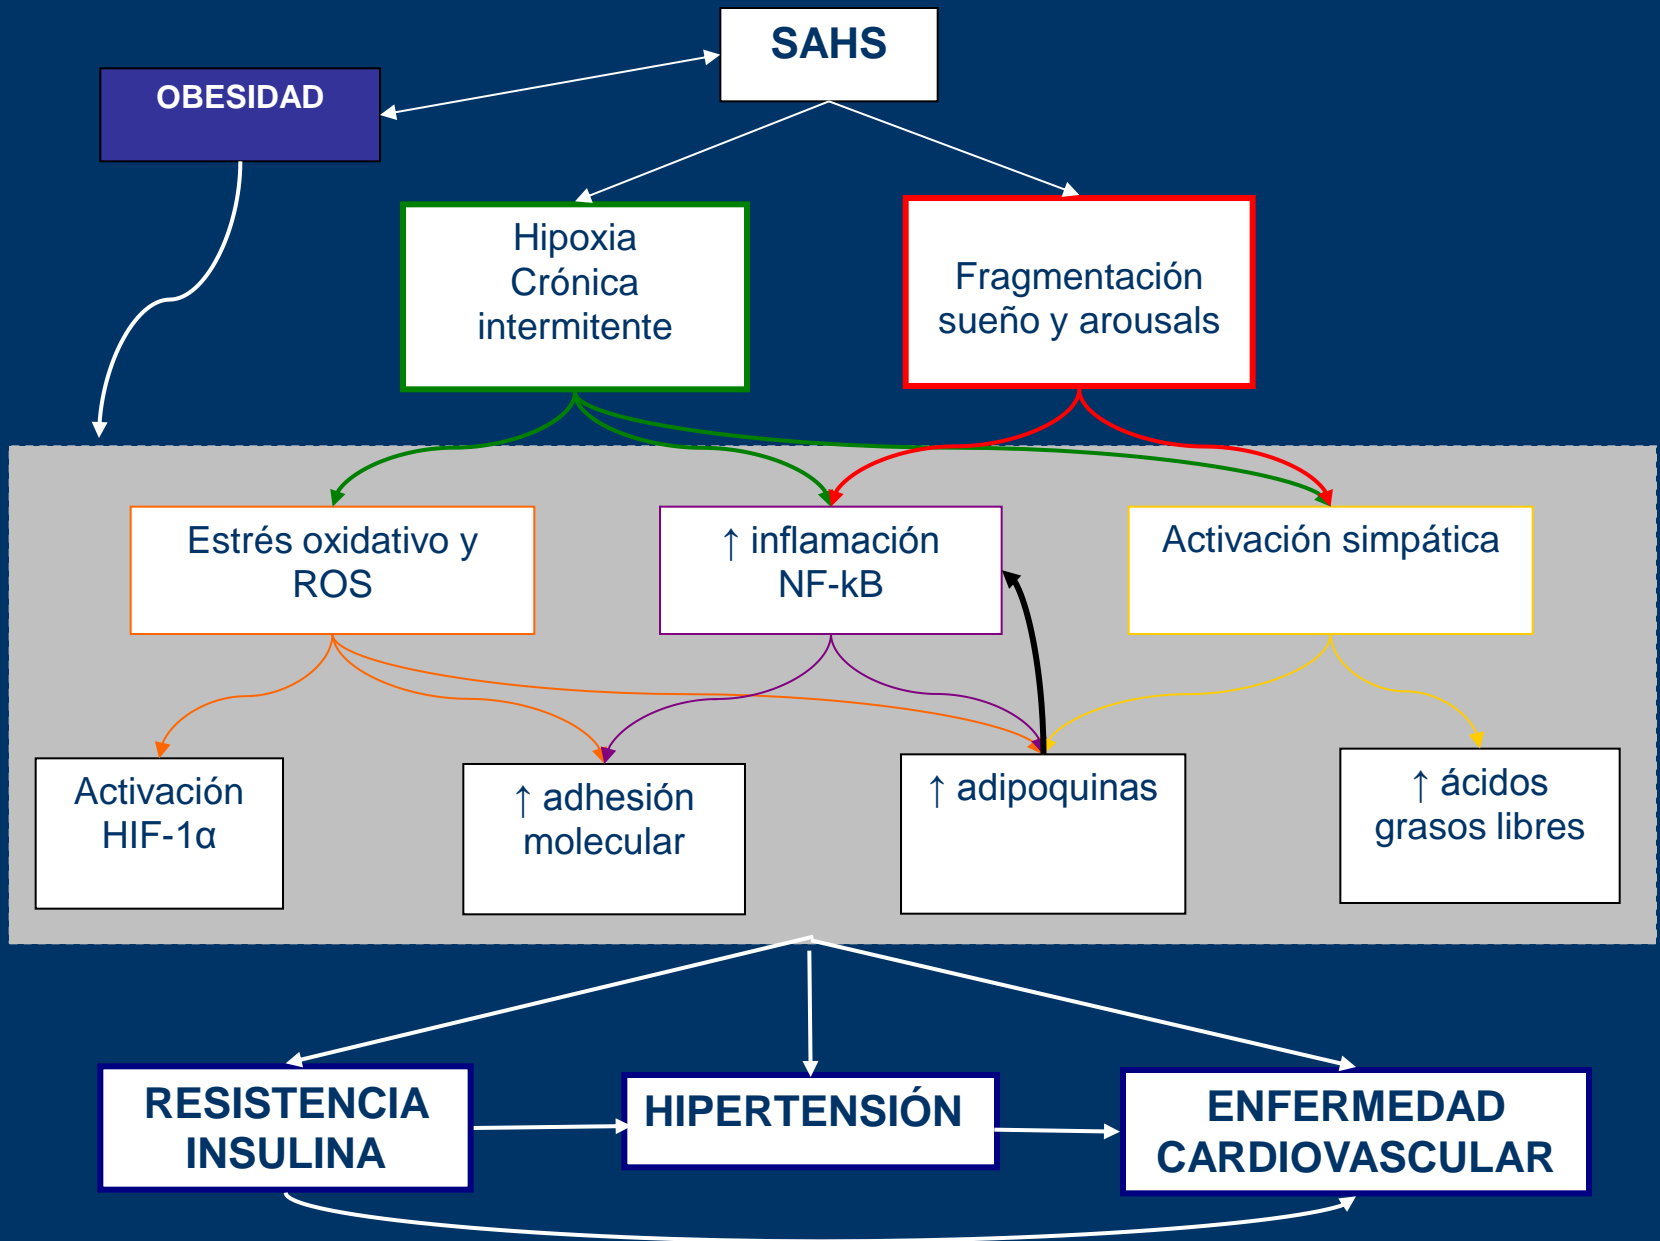 SAHS
OBESIDAD
Hipoxia
Crónica
intermitente
Fragmentación
sueño y arousals
Estrés oxidativo y
ROS
↑ inflamación
NF-kB
Activación simpática
Activación
HIF-1α
↑ adhesión
molecular
↑ adipoquinas
↑ ácidos
grasos libres
RESISTENCIA
INSULINA
HIPERTENSIÓN
ENFERMEDAD
CARDIOVASCULAR